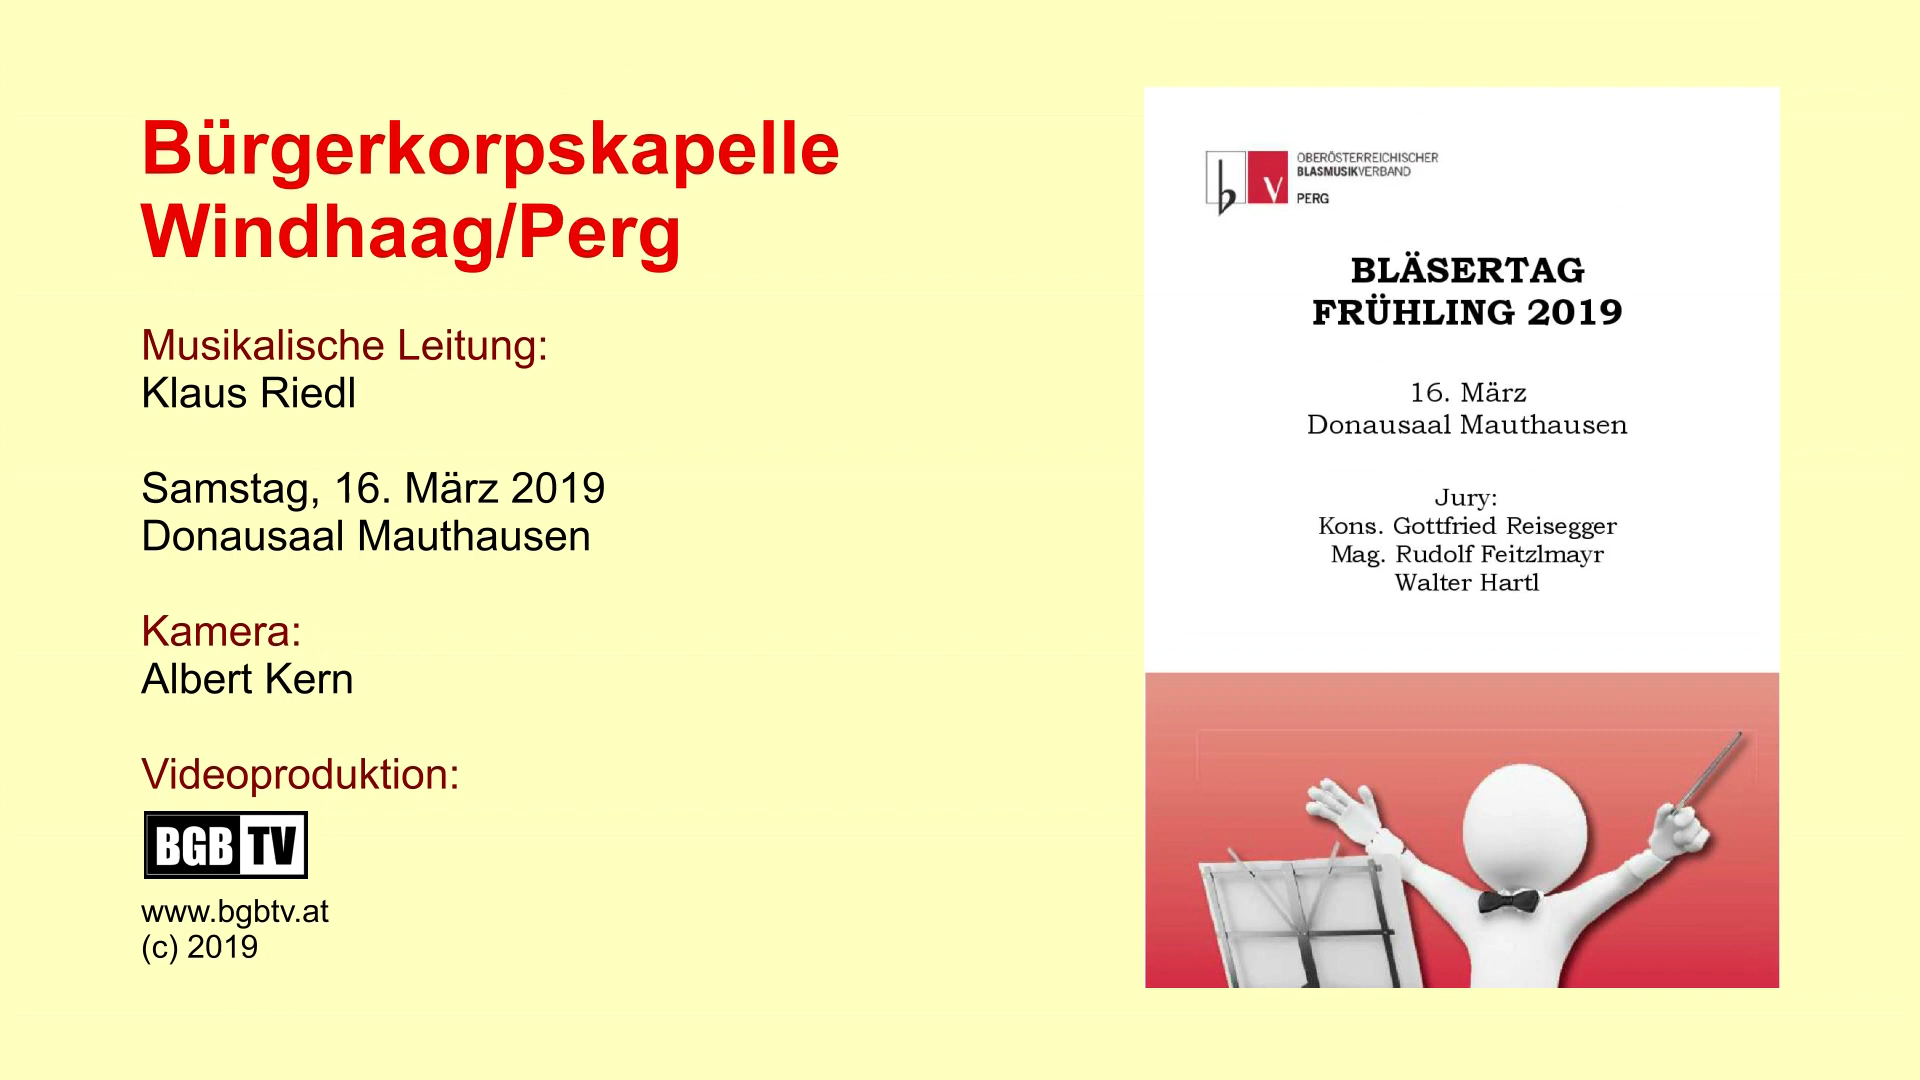 Bürgerkorpskapelle
Windhaag/Perg
Musikalische Leitung:
Klaus Riedl
Samstag, 16. März 2019
Donausaal Mauthausen
Kamera:
Albert Kern
Videoproduktion:
BGB TV
www.bgbtv.at
(c) 2019
b v
OBERÖSTERREICHISCHER
BLASMUSIKVERBAND
PERG
BLÄSERTAG
FRÜHLING 2019
16. März
Donausaal Mauthausen
Jury:
Kons. Gottfried Reisegger
Mag. Rudolf Feitzlmayr
Walter Hartl